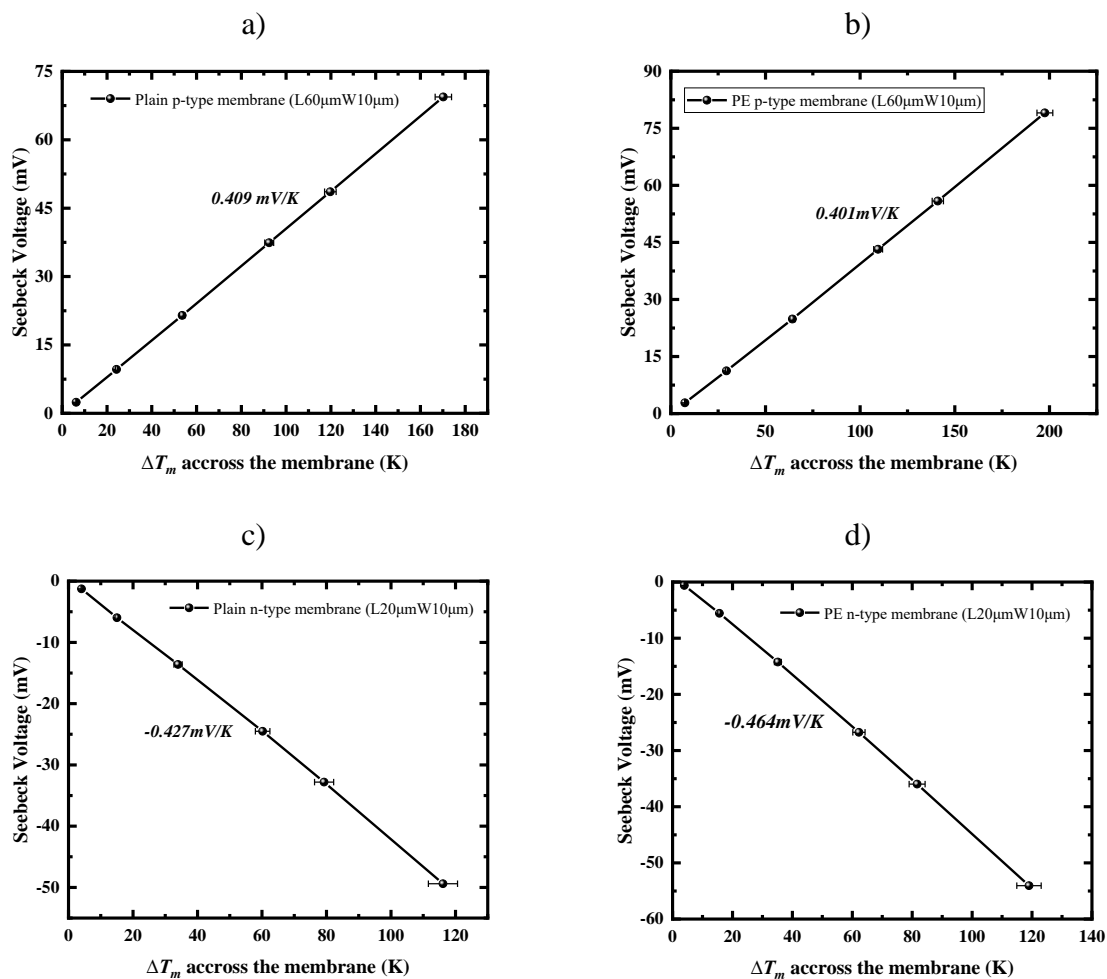 a)
75
60
45
30
15
0
Seebeck Voltage (mV)
Plain p-type membrane (L60μmW10μm)
0.409 mV/K
0 20 40 60 80 100 120 140 160 180
ΔTm accross the membrane (K)
b)
90
75
60
45
30
15
0
Seebeck Voltage (mV)
PE p-type membrane (L60μmW10μm)
0.401mV/K
0 50 100 150 200
ΔTm accross the membrane (K)
c)
0
-10
-20
-30
-40
-50
Seebeck Voltage (mV)
Plain n-type membrane (L20μmW10μm)
-0.427mV/K
0 20 40 60 80 100 120
ΔTm accross the membrane (K)
d)
0
-10
-20
-30
-40
-50
-60
Seebeck Voltage (mV)
PE n-type membrane (L20μmW10μm)
-0.464mV/K
0 20 40 60 80 100 120 140
ΔTm accross the membrane (K)